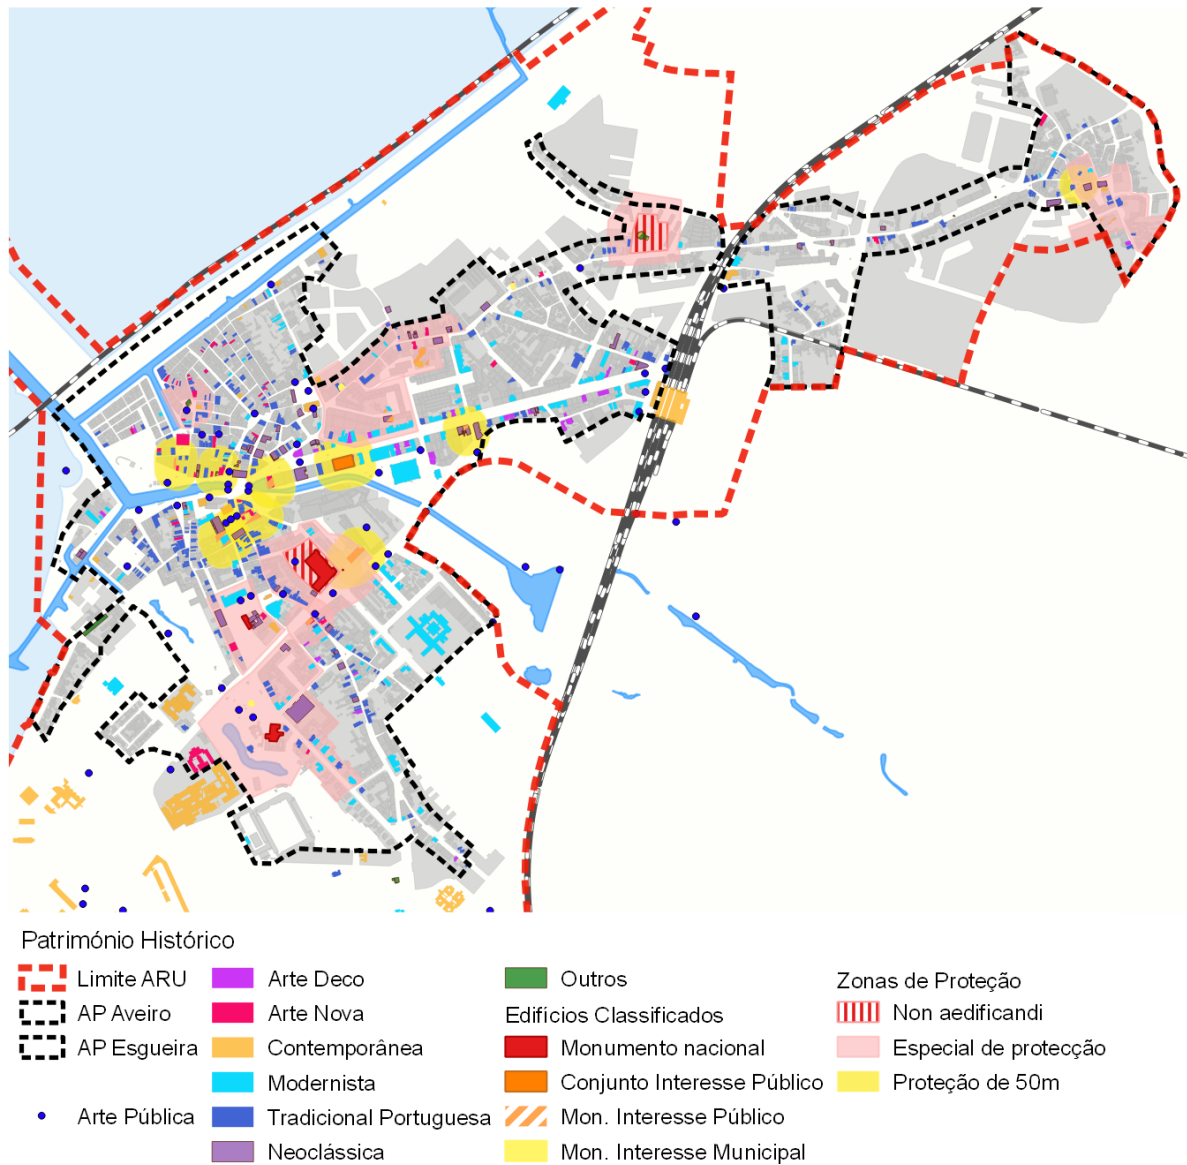 Património Histórico
Limite ARU
AP Aveiro
AP Esgueira
Arte Pública
Arte Deco
Arte Nova
Contemporânea
Modernista
Tradicional Portuguesa
Neoclássica
Outros
Edifícios Classificados
Monumento nacional
Conjunto Interesse Público
Mon. Interesse Público
Mon. Interesse Municipal
Zonas de Proteção
Non aedificandi
Especial de protecção
Proteção de 50m